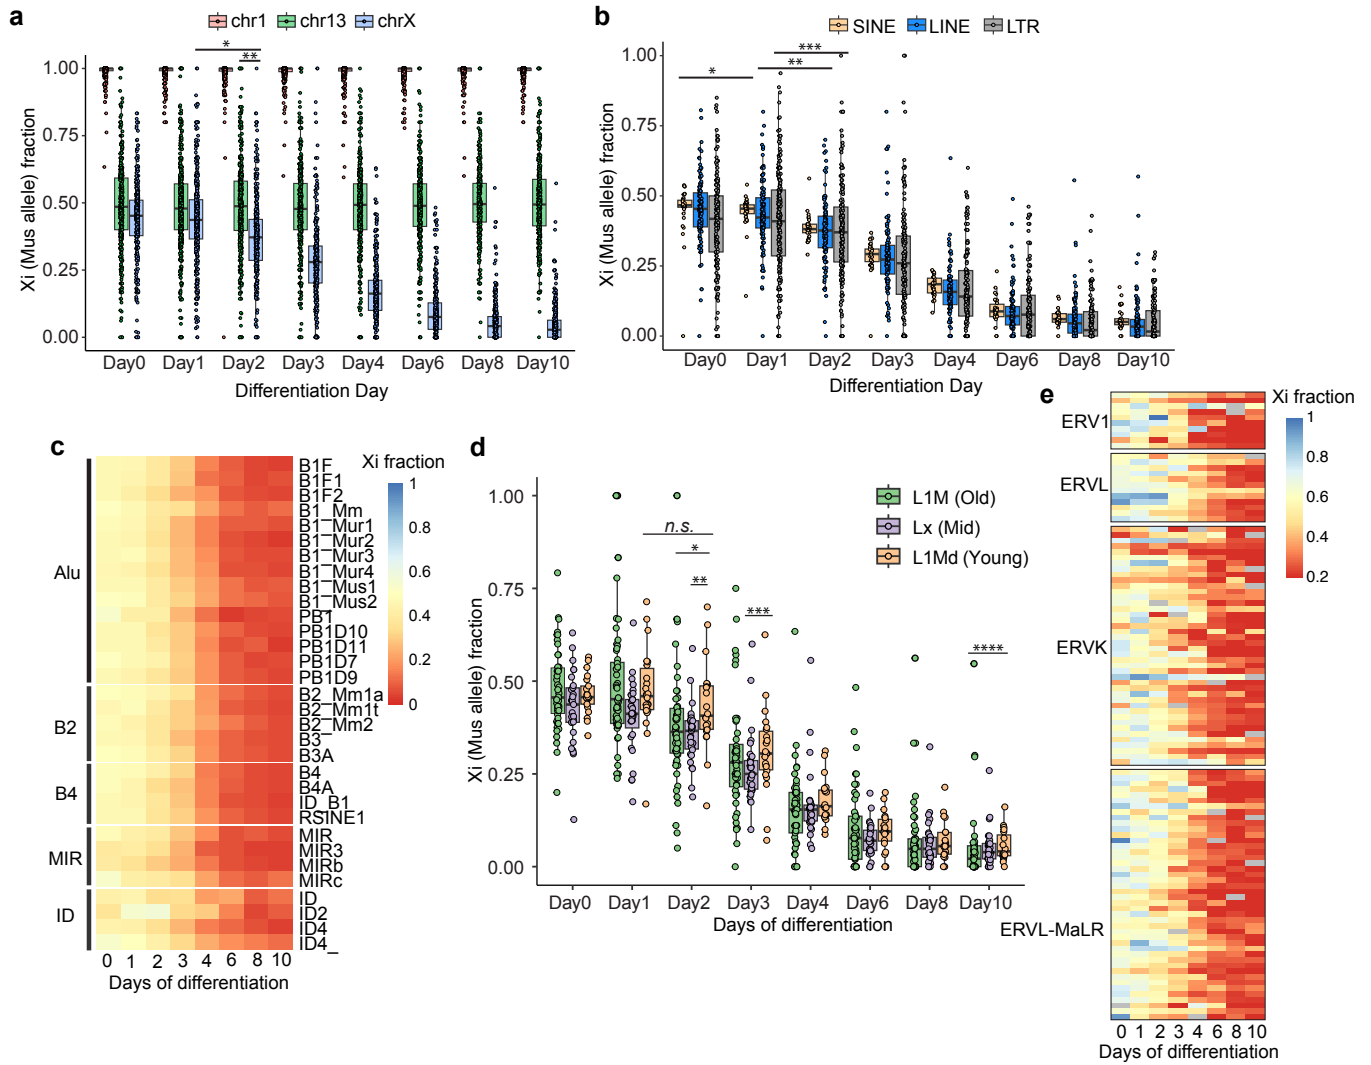 a
chr1 chr13 chrX
*
**
1.00
0.75
0.50
0.25
0.00
Xi (Mus allele) fraction
Day0 Day1 Day2 Day3 Day4 Day6 Day8 Day10
Differentiation Day
b
SINE LINE LTR
***
*
**
1.00
0.75
0.50
0.25
0.00
Xi (Mus allele) fraction
Day0 Day1 Day2 Day3 Day4 Day6 Day8 Day10
Differentiation Day
c
Xi fraction
1
0.8
0.6
0.4
0.2
0
Alu
B1F
B1F1
B1F2
B1_Mm
B1_Mur1
B1_Mur2
B1_Mur3
B1_Mur4
B1_Mus1
B1_Mus2
PB1
PB1D10
PB1D11
PB1D7
PB1D9
B2
B2_Mm1a
B2_Mm1t
B2_Mm2
B3
B3A
B4
B4
B4A
ID_B1
RSINE1
MIR
MIR
MIR3
MIRb
MIRc
ID
ID
ID2
ID4
ID4_
0 1 2 3 4 6 8 10
Days of differentiation
d
L1M (Old)
Lx (Mid)
L1Md (Young)
n.s.
*
**
***
****
1.00
0.75
0.50
0.25
0.00
Xi (Mus allele) fraction
Day0 Day1 Day2 Day3 Day4 Day6 Day8 Day10
Days of differentiation
e
Xi fraction
1
0.8
0.6
0.4
0.2
ERV1
ERVL
ERVK
ERVL-MaLR
0 1 2 3 4 6 8 10
Days of differentiation